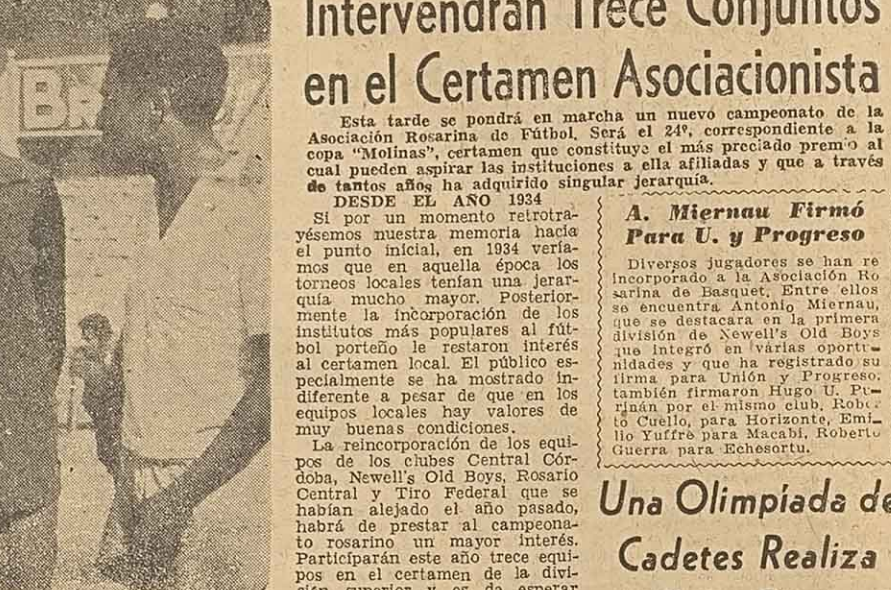 BR
Intervendrán Trece Conjuntos
en el Certamen Asociacionista
Esta tarde se pondrá en marcha un nuevo campeonato de la
Asociación Rosarina de Fútbol. Será el 24º, correspondiente a la
copa "Molinas", certamen que constituye el más preciado premio al
cual pueden aspirar las instituciones a ella afiliadas y que a través
de tantos años ha adquirido singular jerarquía.
DESDE EL AÑO 1934
Si por un momento retrotra-
yésemos nuestra memoria hacia
el punto inicial, en 1934 vería-
mos que en aquella época los
torneos locales tenían una jerar-
quía mucho mayor. Posterior-
mente la incorporación de los
institutos más populares al fút-
bol porteño le restaron interés
al certamen local. El público es-
pecialmente se ha mostrado in-
diferente a pesar de que en los
equipos locales hay valores de
muy buenas condiciones.
La reincorporación de los equi-
pos de los clubes Central Cór-
doba, Newell's Old Boys, Rosario
Central y Tiro Federal que se
habían alejado el año pasado,
habrá de prestar al campeona-
to rosarino un mayor interés.
Participarán este año trece equi-
pos en el certamen de la divi-
sión superior y es de esperar
A. Miernau Firmó
Para U. y Progreso
Diversos jugadores se han re
incorporado a la Asociación Ro
sarina de Basquet. Entre ellos
se encuentra Antonio Miernau,
que se destacara en la primera
división de Newell's Old Boys
que integró en varias oportu-
nidades y que ha registrado su
firma para Unión y Progreso;
también firmaron Hugo U. Pu-
rinán por el mismo club, Rober
to Cuello, para Horizonte, Emi-
lio Yuffré para Macabi, Roberto
Guerra para Echesortu.
Una Olimpíada de
Cadetes Realiza